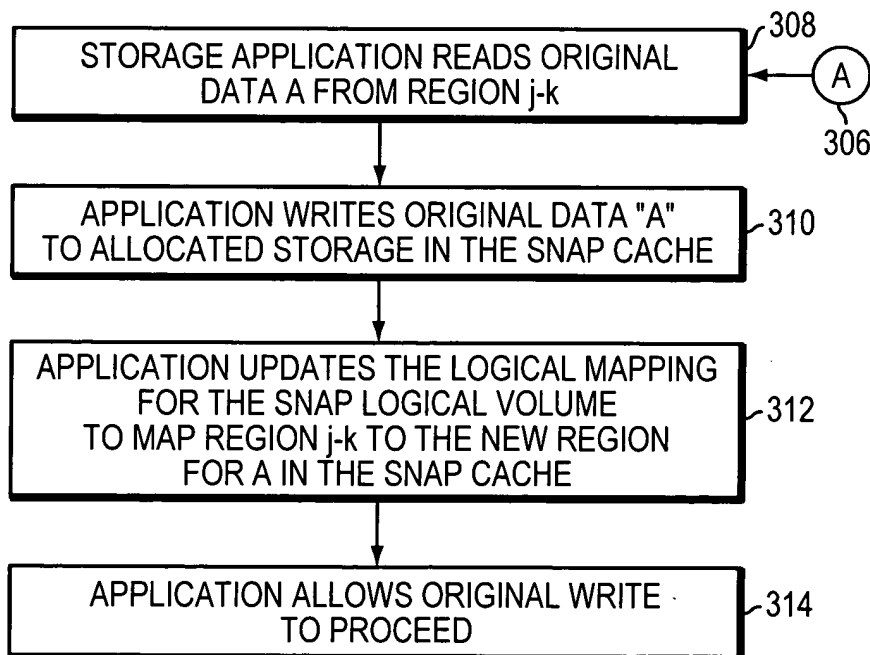 308
STORAGE APPLICATION READS ORIGINAL
DATA A FROM REGION j-k
A
306
APPLICATION WRITES ORIGINAL DATA "A"
TO ALLOCATED STORAGE IN THE SNAP CACHE
310
APPLICATION UPDATES THE LOGICAL MAPPING
FOR THE SNAP LOGICAL VOLUME
TO MAP REGION j-k TO THE NEW REGION
FOR A IN THE SNAP CACHE
312
APPLICATION ALLOWS ORIGINAL WRITE
TO PROCEED
314